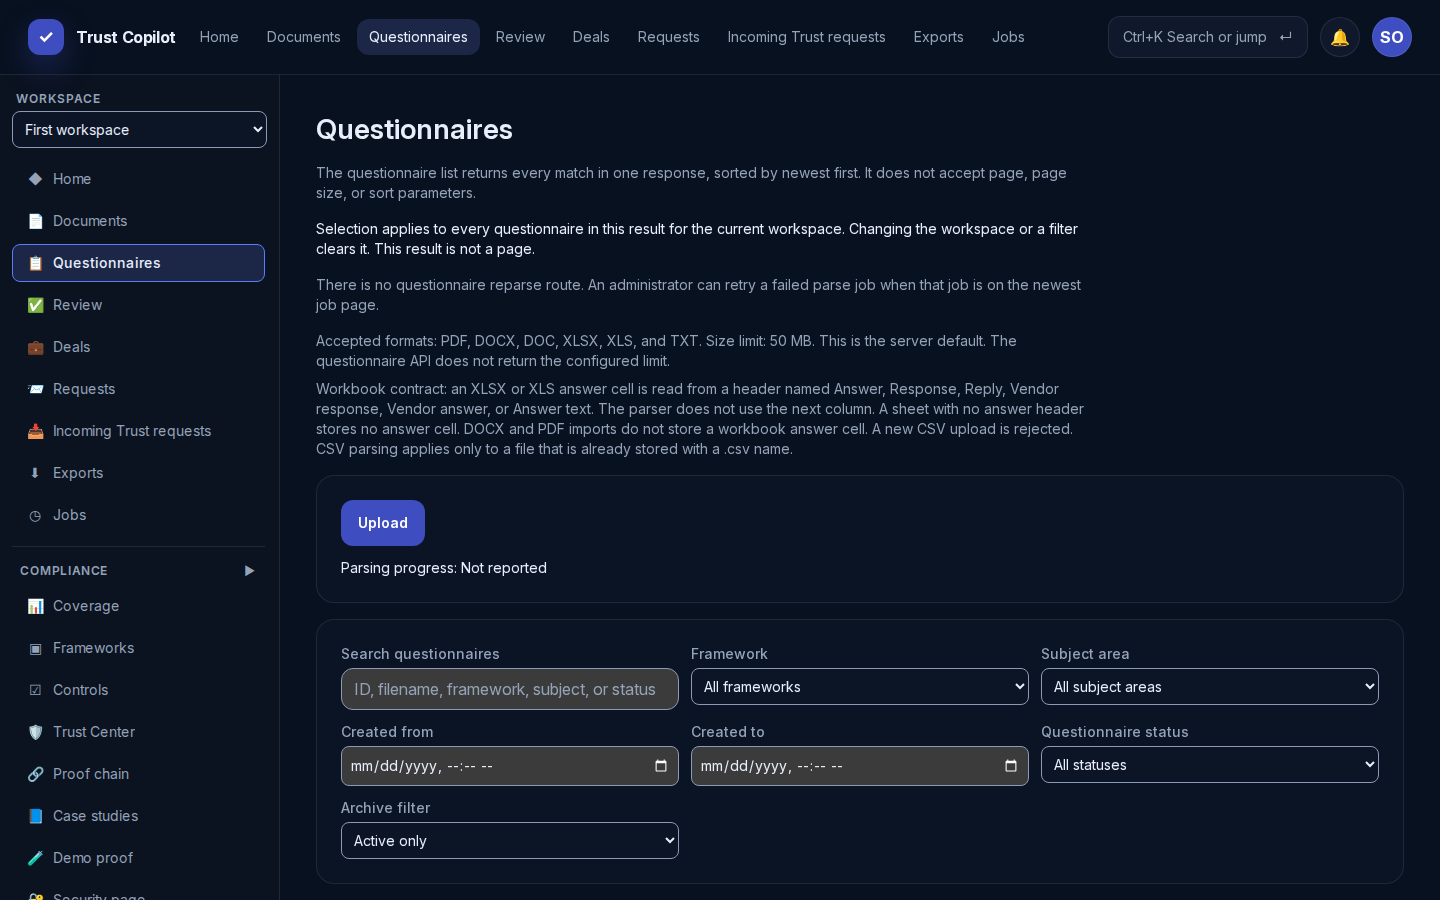 Trust Copilot
Home
Documents
Questionnaires
Review
Deals
Requests
Incoming Trust requests
Exports
Jobs
Ctrl+K Search or jump
SO
WORKSPACE
First workspace
Home
Documents
Questionnaires
Review
Deals
Requests
Incoming Trust requests
Exports
Jobs
COMPLIANCE
Coverage
Frameworks
Controls
Trust Center
Proof chain
Case studies
Demo proof
Security page
Questionnaires
The questionnaire list returns every match in one response, sorted by newest first. It does not accept page, page
size, or sort parameters.
Selection applies to every questionnaire in this result for the current workspace. Changing the workspace or a filter
clears it. This result is not a page.
There is no questionnaire reparse route. An administrator can retry a failed parse job when that job is on the newest
job page.
Accepted formats: PDF, DOCX, DOC, XLSX, XLS, and TXT. Size limit: 50 MB. This is the server default. The
questionnaire API does not return the configured limit.
Workbook contract: an XLSX or XLS answer cell is read from a header named Answer, Response, Reply, Vendor
response, Vendor answer, or Answer text. The parser does not use the next column. A sheet with no answer header
stores no answer cell. DOCX and PDF imports do not store a workbook answer cell. A new CSV upload is rejected.
CSV parsing applies only to a file that is already stored with a .csv name.
Upload
Parsing progress: Not reported
Search questionnaires
ID, filename, framework, subject, or status
Framework
All frameworks
Subject area
All subject areas
Created from
mm/dd/yyyy, --:-- --
Created to
mm/dd/yyyy, --:-- --
Questionnaire status
All statuses
Archive filter
Active only